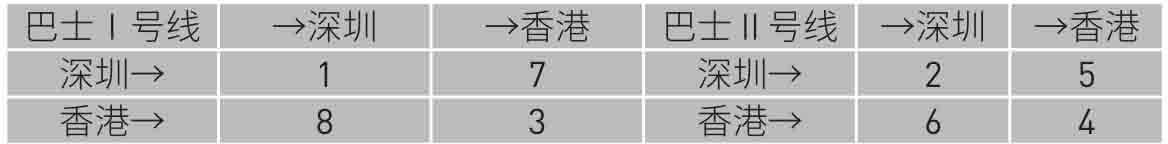 巴士 I 号线 →深圳 →香港 巴士 II 号线 →深圳 →香港
深圳→ 1 7 深圳→ 2 5
香港→ 8 3 香港→ 6 4